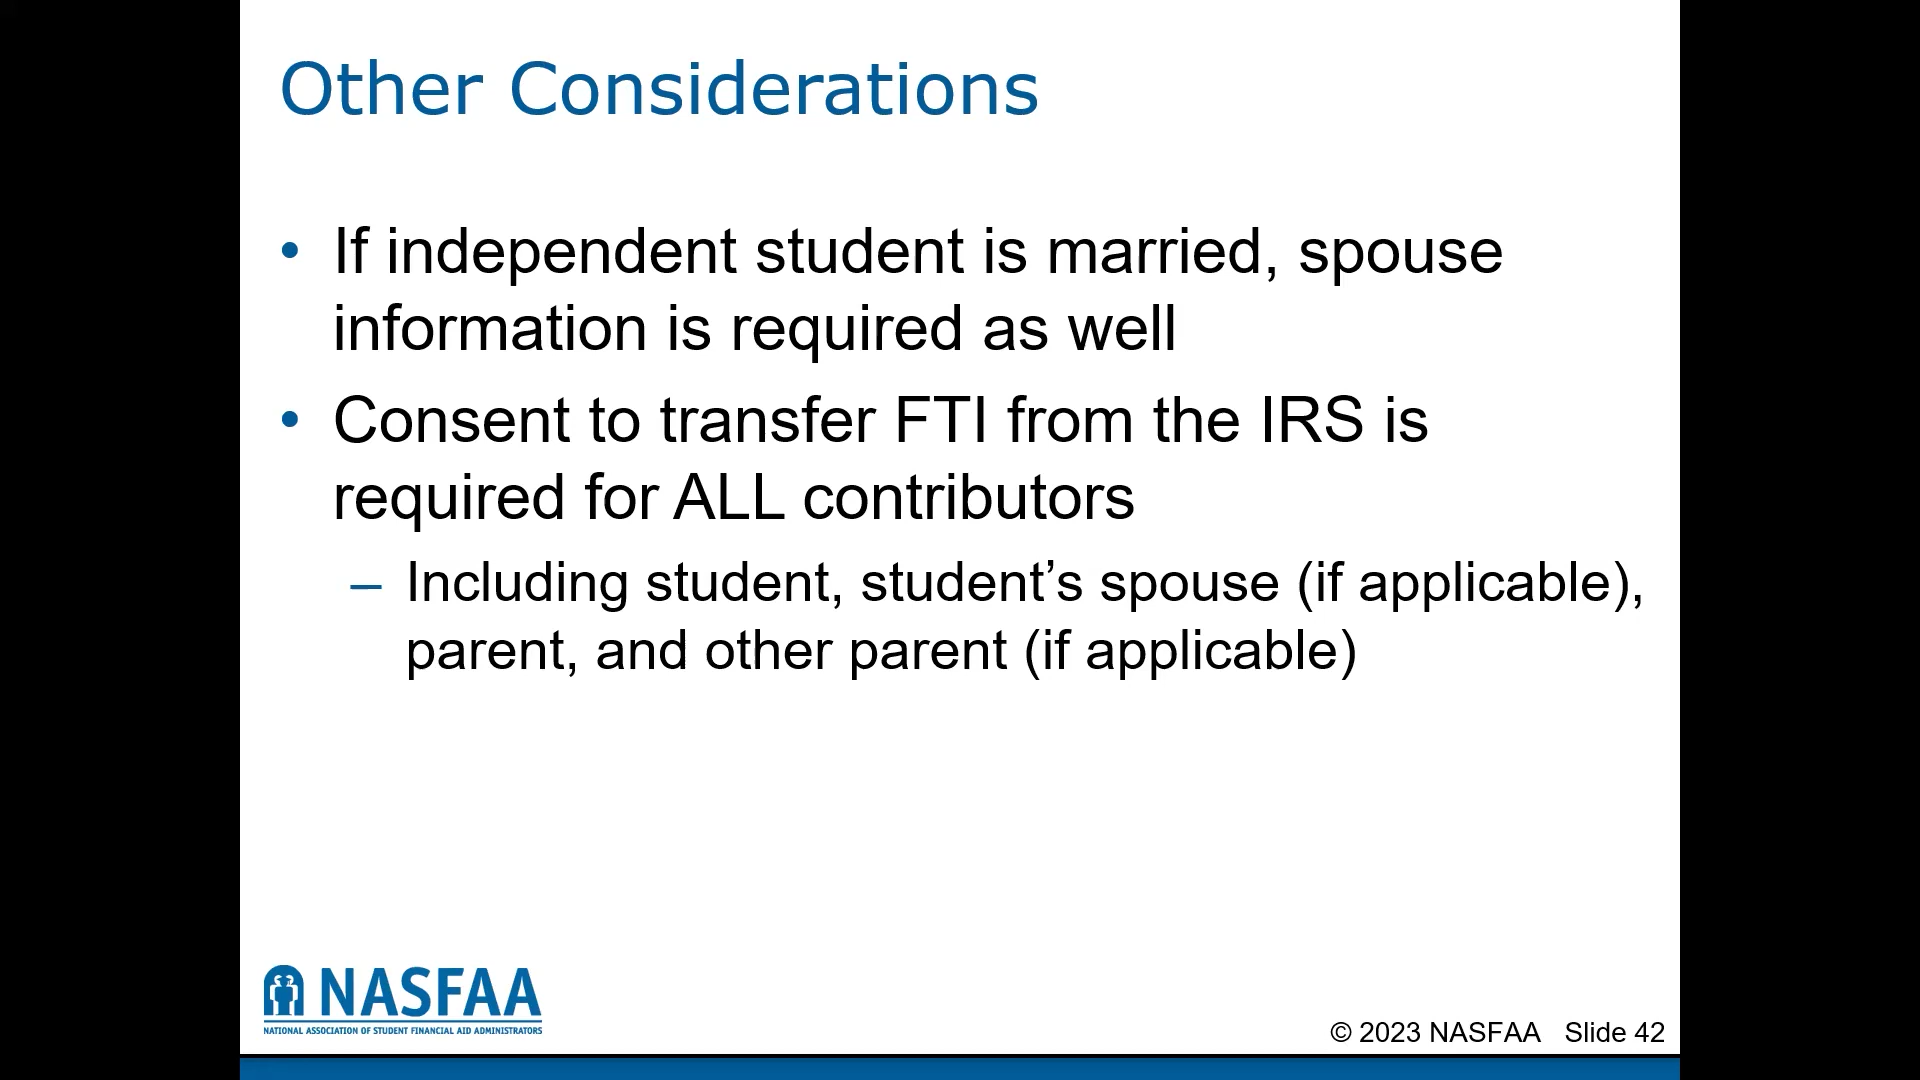 Other Considerations
• If independent student is married, spouse
information is required as well
• Consent to transfer FTI from the IRS is
required for ALL contributors
– Including student, student’s spouse (if applicable),
parent, and other parent (if applicable)
NASFAA
NATIONAL ASSOCIATION OF STUDENT FINANCIAL AID ADMINISTRATORS
© 2023 NASFAA Slide 42